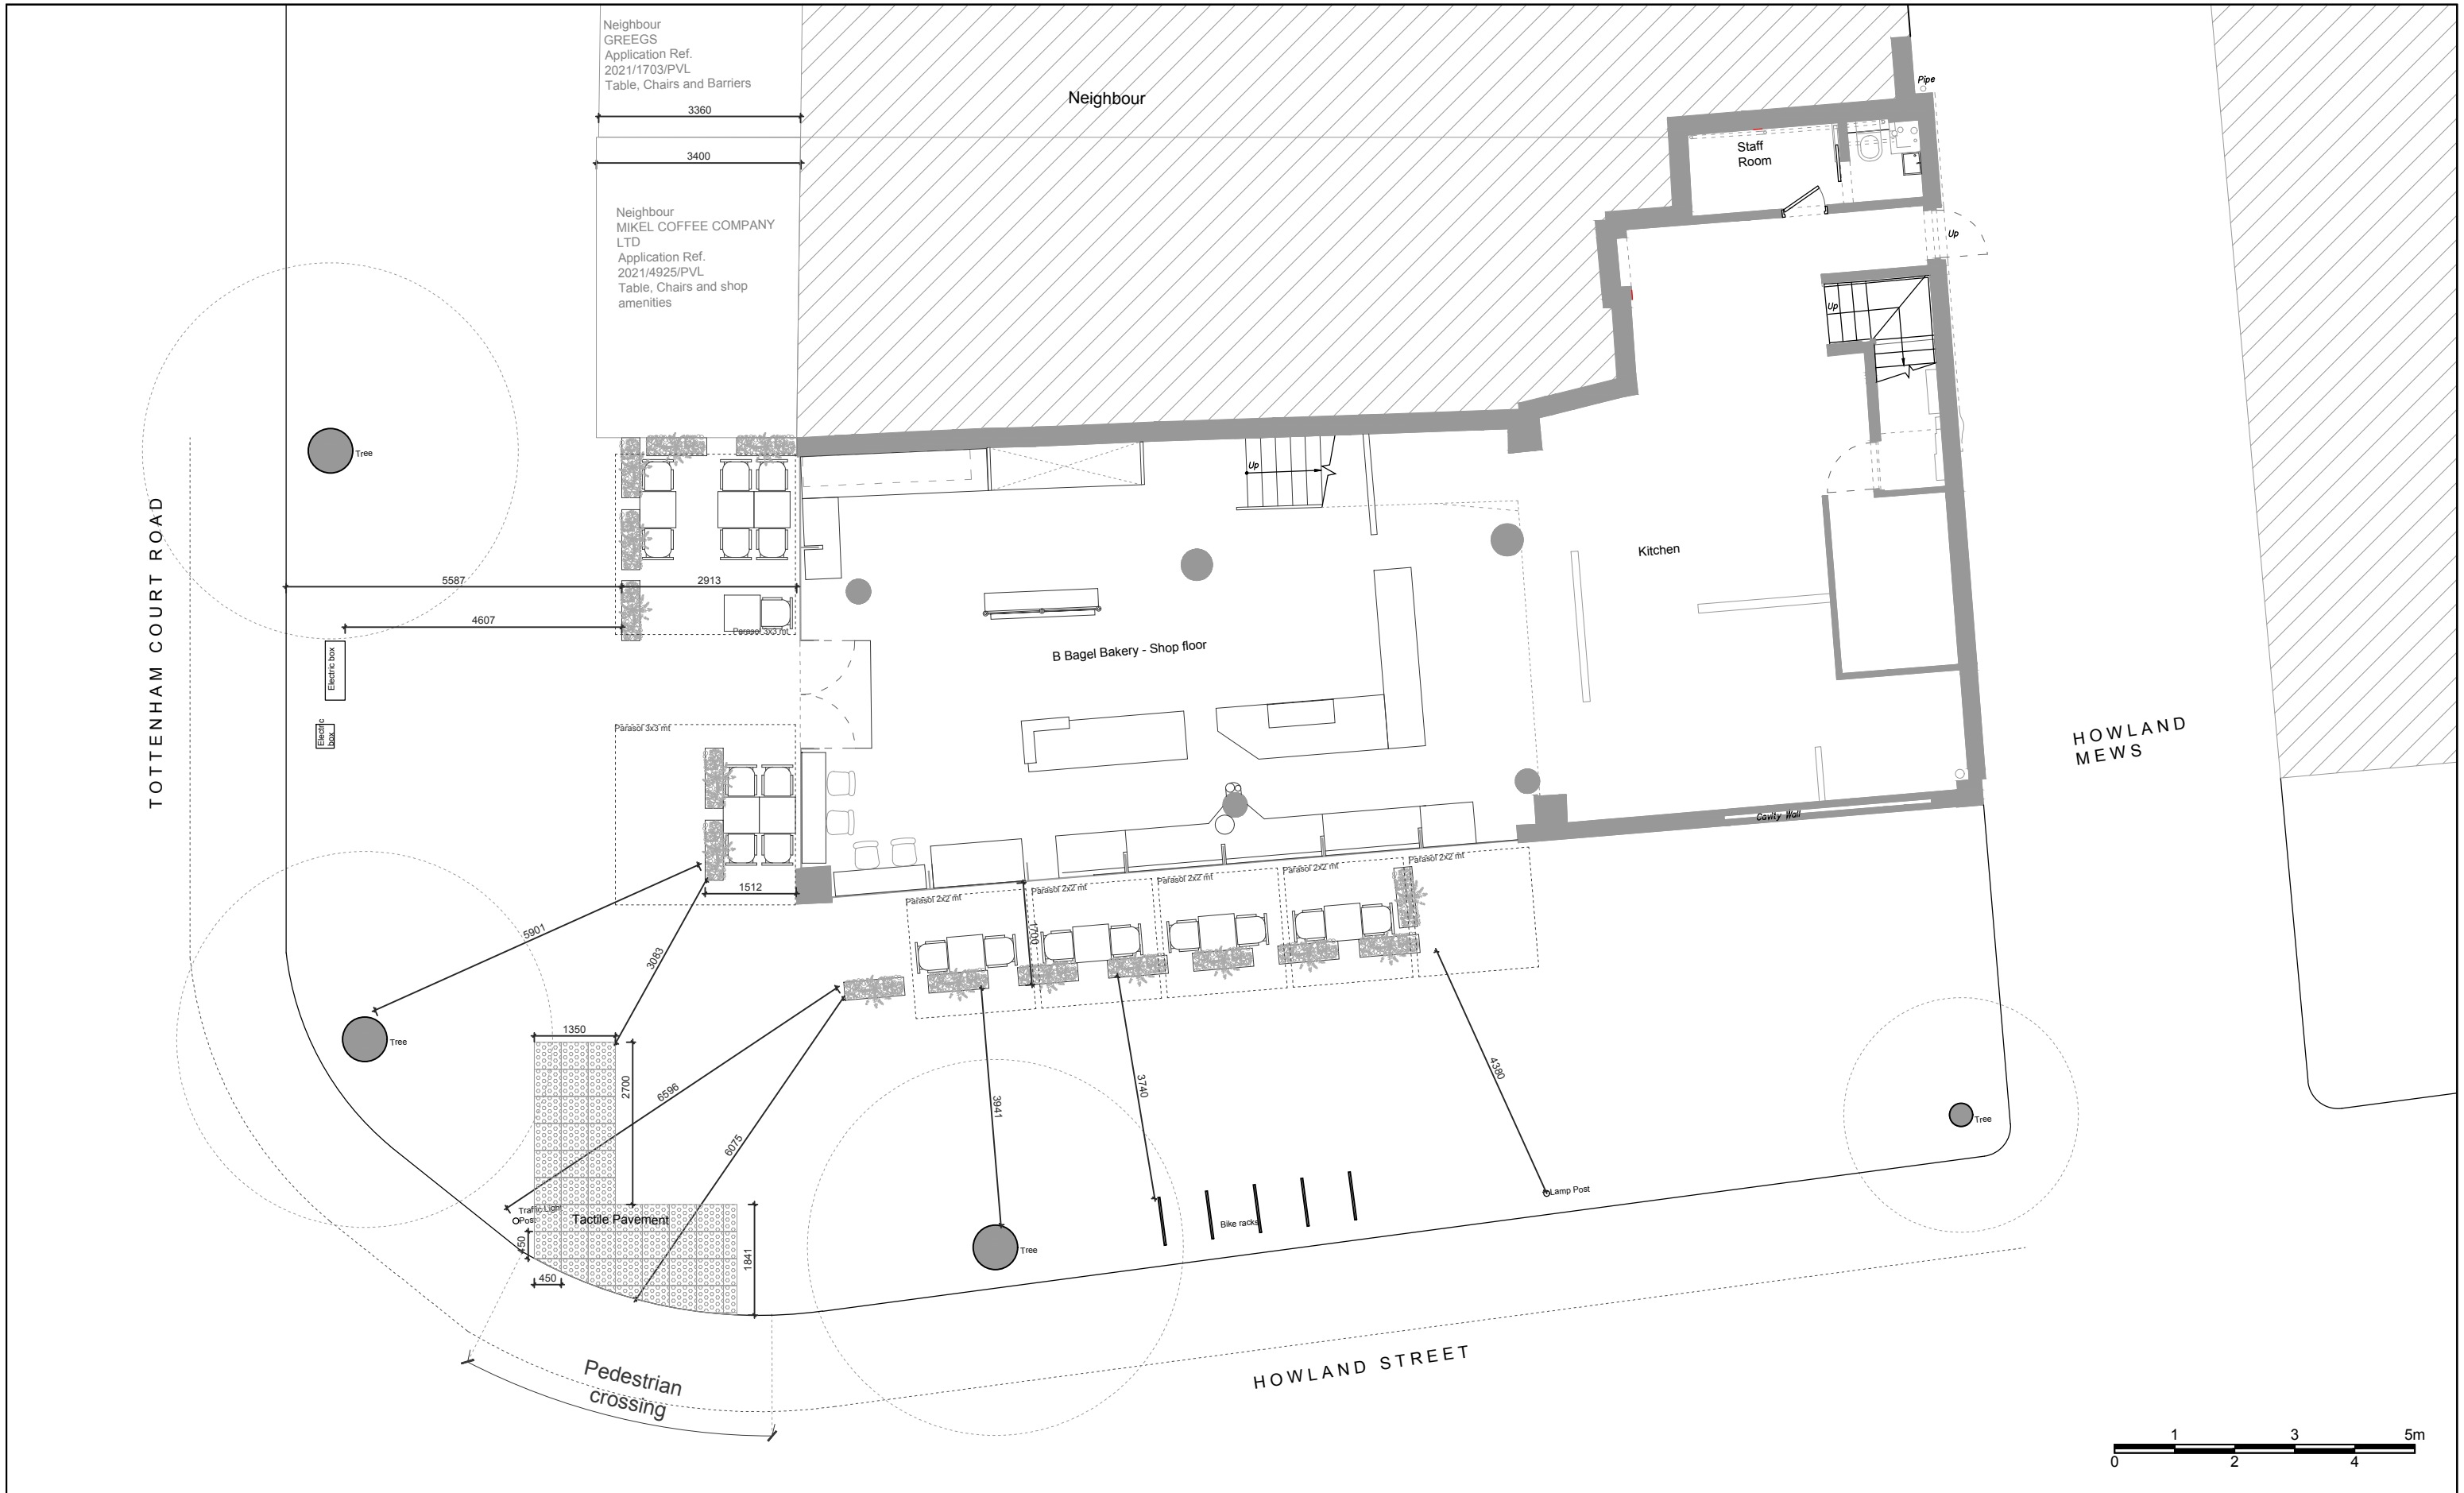 Neighbour
GREEGS
Application Ref.
2021/1703/PVL
Table, Chairs and Barriers
3360
3400
Neighbour
MIKEL COFFEE COMPANY
LTD
Application Ref.
2021/4925/PVL
Table, Chairs and shop
amenities
Neighbour
Pipe
Staff
Room
Up
Up
Up
Tree
TOTTENHAM COURT ROAD
5587
2913
4607
Parasol 3x3 mt
Electric box
Electric
box
Parasol 3x3 mt
Kitchen
B Bagel Bakery - Shop floor
HOWLAND
MEWS
Cavity Wall
1512
5901
3083
Parasol 2x2 mt
Parasol 2x2 mt
Parasol 2x2 mt
Parasol 2x2 mt
Parasol 2x2 mt
1700
Tree
1350
2700
6596
6075
3941
3740
4380
Tree
Traffic Light
Post
Tactile Pavement
450
450
1841
Tree
Bike racks
Lamp Post
Pedestrian
crossing
HOWLAND STREET
1 3 5m
0 2 4